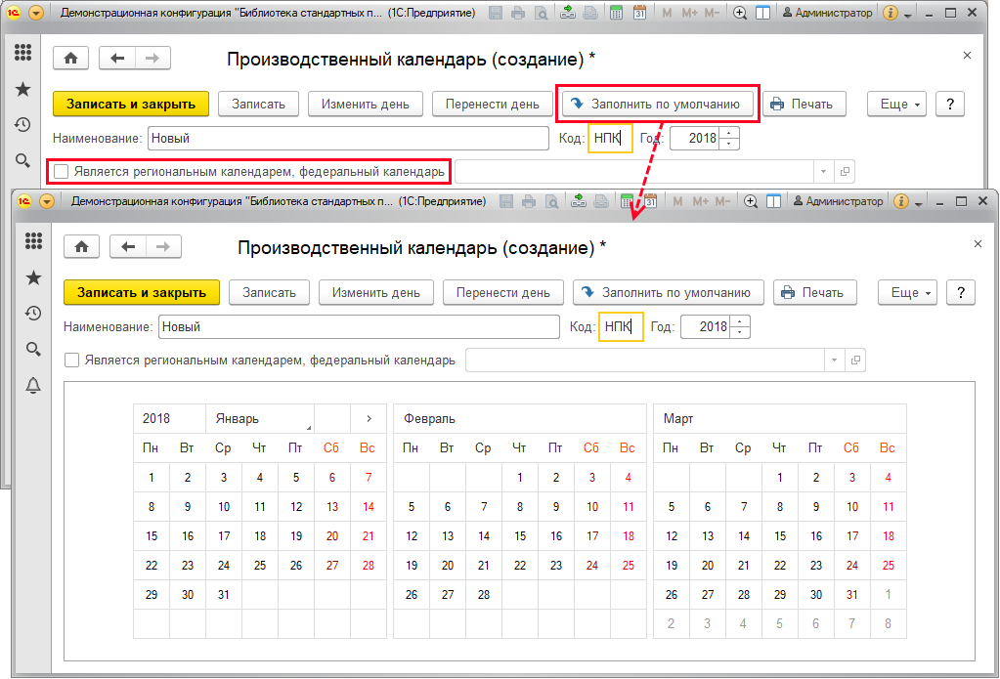 Демонстрационная конфигурация "Библиотека стандартных п... (1С:Предприятие) 31 M M+ M- Администратор i
Производственный календарь (создание) *
Записать и закрыть Записать Изменить день Перенести день Заполнить по умолчанию Печать Еще ?
Наименование: Новый Код: НПК Год: 2018
Является региональным календарем, федеральный календарь
Демонстрационная конфигурация "Библиотека стандартных п... (1С:Предприятие) 31 M M+ M- Администратор i
Производственный календарь (создание) *
Записать и закрыть Записать Изменить день Перенести день Заполнить по умолчанию Печать Еще ?
Наименование: Новый Код: НПК Год: 2018
Является региональным календарем, федеральный календарь
2018 Январь > Февраль Март
Пн Вт Ср Чт Пт Сб Вс Пн Вт Ср Чт Пт Сб Вс Пн Вт Ср Чт Пт Сб Вс
1 2 3 4 5 6 7 1 2 3 4 1 2 3 4
8 9 10 11 12 13 14 5 6 7 8 9 10 11 5 6 7 8 9 10 11
15 16 17 18 19 20 21 12 13 14 15 16 17 18 12 13 14 15 16 17 18
22 23 24 25 26 27 28 19 20 21 22 23 24 25 19 20 21 22 23 24 25
29 30 31 26 27 28 26 27 28 29 30 31 1
2 3 4 5 6 7 8